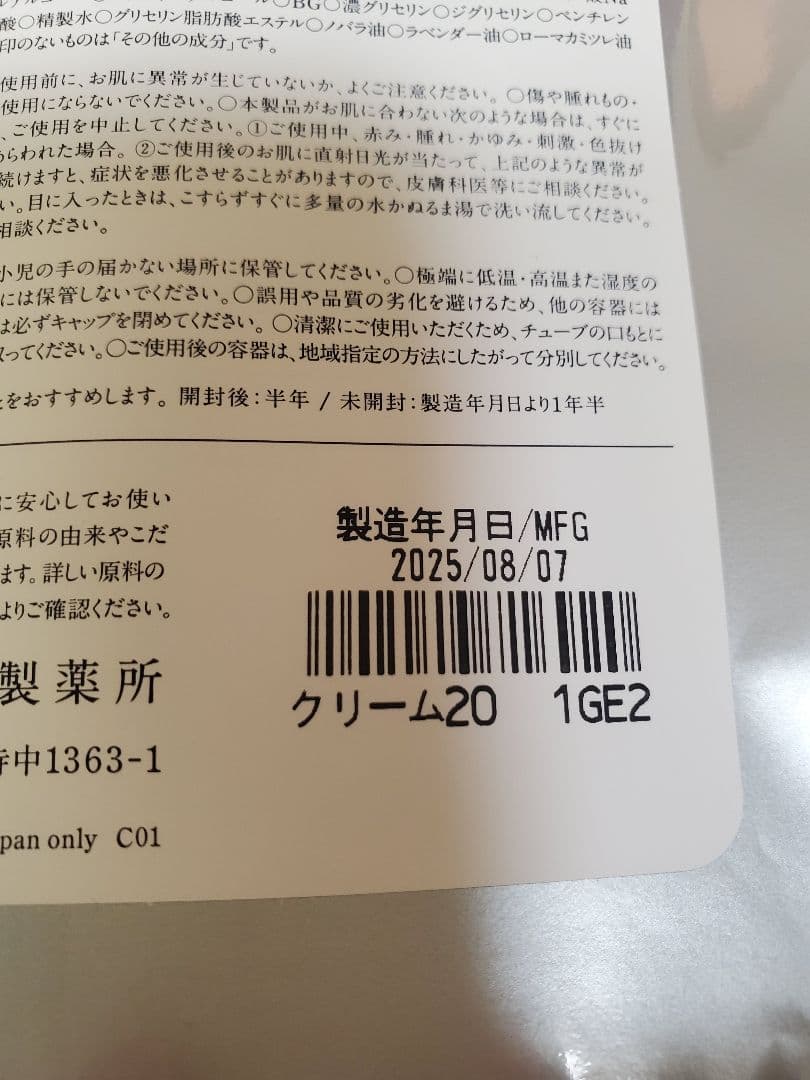 BG○濃グリセリン○ジグリセリン○ペンチレン
酸○精製水○グリセリン脂肪酸エステル○ノバラ油○ラベンダー油○ローマカミツレ油
印のないものは「その他の成分」です。
使用前に、お肌に異常が生じていないか、よくご注意ください。○傷や腫れもの・
使用にならないでください。○本製品がお肌に合わない次のような場合は、すぐに
、ご使用を中止してください。①ご使用中、赤み・腫れ・かゆみ・刺激・色抜け
あらわれた場合。②ご使用後のお肌に直射日光が当たって、上記のような異常が
続けますと、症状を悪化させることがありますので、皮膚科医等にご相談ください。
い。目に入ったときは、こすらずすぐに多量の水かぬるま湯で洗い流してください。
相談ください。
小児の手の届かない場所に保管してください。○極端に低温・高温また湿度の
には保管しないでください。○誤用や品質の劣化を避けるため、他の容器には
は必ずキャップを閉めてください。○清潔にご使用いただくため、チューブの口もとに
取ってください。○ご使用後の容器は、地域指定の方法にしたがって分別してください。
をおすすめします。開封後：半年 / 未開封：製造年月日より1年半
に安心してお使い
原料の由来やこだ
ます。詳しい原料の
よりご確認ください。
製薬所
寺中1363-1
pan only C01
製造年月日/MFG
2025/08/07
クリーム20 1GE2